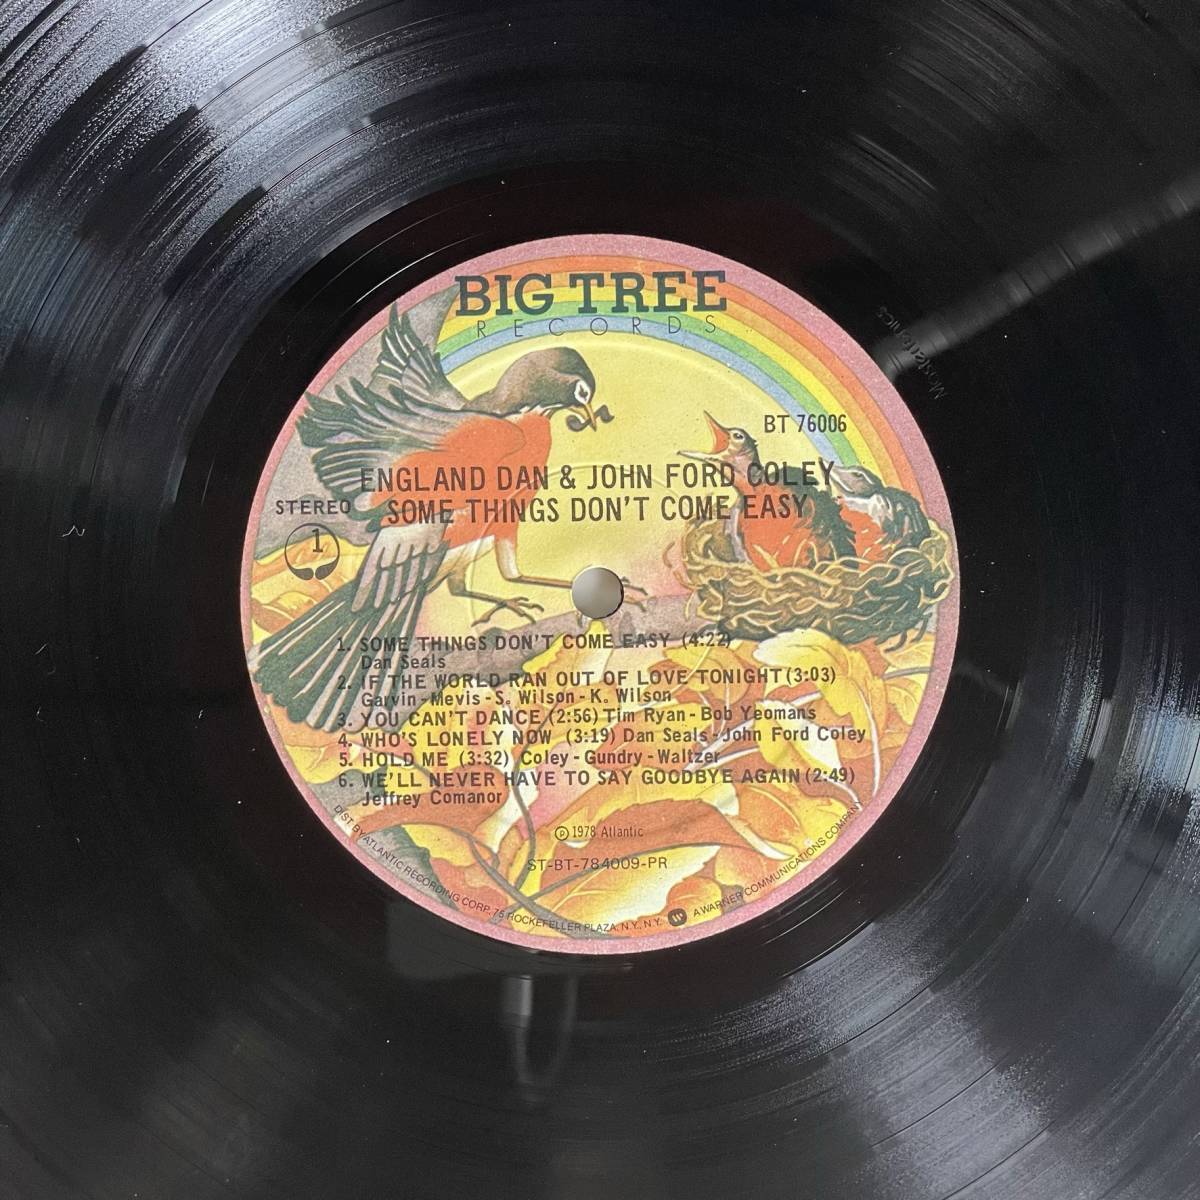 BIG TREE
RECORDS
BT 76006
ENGLAND DAN & JOHN FORD COLEY
SOME THINGS DON'T COME EASY
STEREO
1
1. SOME THINGS DON'T COME EASY (4:22)
Dan Seals
2. IF THE WORLD RAN OUT OF LOVE TONIGHT (3:03)
Garvin-Mevis-S. Wilson-K. Wilson
3. YOU CAN'T DANCE (2:56) Tim Ryan-Bob Yeomans
4. WHO'S LONELY NOW (3:19) Dan Seals-John Ford Coley
5. HOLD ME (3:32) Coley-Gundry-Waltzer
6. WE'LL NEVER HAVE TO SAY GOODBYE AGAIN (2:49)
Jeffrey Comanor
Ⓟ 1978 Atlantic
ST-BT-784009-PR
DIST BY ATLANTIC RECORDING CORP. 75 ROCKEFELLER PLAZA, N.Y., N.Y. W A WARNER COMMUNICATIONS COMPANY
Mastertonics